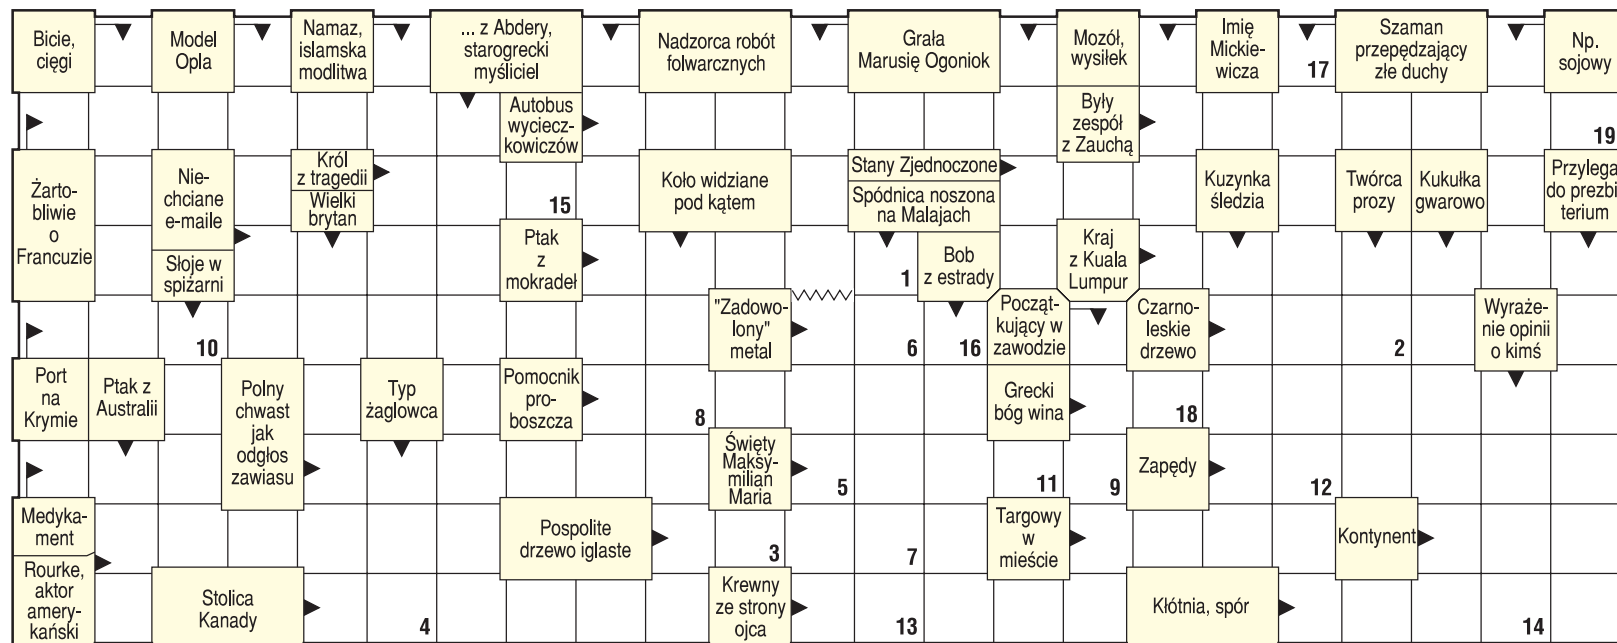 Bicie,
cięgi
Model
Opla
Namaz,
islamska
modlitwa
... z Abdery,
starogrecki
myśliciel
Nadzorca robót
folwarcznych
Grała
Marusię Ogoniok
Mozół,
wysiłek
Imię
Mickie-
wicza
17
Szaman
przepędzający
złe duchy
Np.
sojowy
Autobus
wyciecz-
kowiczów
Były
zespół
z Zauchą
19
Żarto-
bliwie
o
Francuzie
Nie-
chciane
e-maile
Słoje w
spiżarni
Król
z tragedii
Wielki
brytan
15
Koło widziane
pod kątem
Stany Zjednoczone
Spódnica noszona
na Malajach
Kuzynka
śledzia
Twórca
prozy
Kukułka
gwarowo
Przylega
do prezbi
terium
Ptak
z
mokradeł
1
Bob
z estrady
Kraj
z Kuala
Lumpur
10
"Zadowo-
lony"
metal
6
16
Począt-
kujący w
zawodzie
Czarno-
leskie
drzewo
2
Wyraże-
nie opinii
o kimś
Port
na
Krymie
Ptak z
Australii
Polny
chwast
jak
odgłos
zawiasu
Typ
żaglowca
Pomocnik
pro-
boszcza
8
Grecki
bóg wina
18
Święty
Maksy-
milian
Maria
5
11
9
Zapędy
12
Medyka-
ment
Rourke,
aktor
amery-
kański
Pospolite
drzewo iglaste
3
7
Targowy
w
mieście
Kontynent
Stolica
Kanady
4
Krewny
ze strony
ojca
13
Kłótnia, spór
14